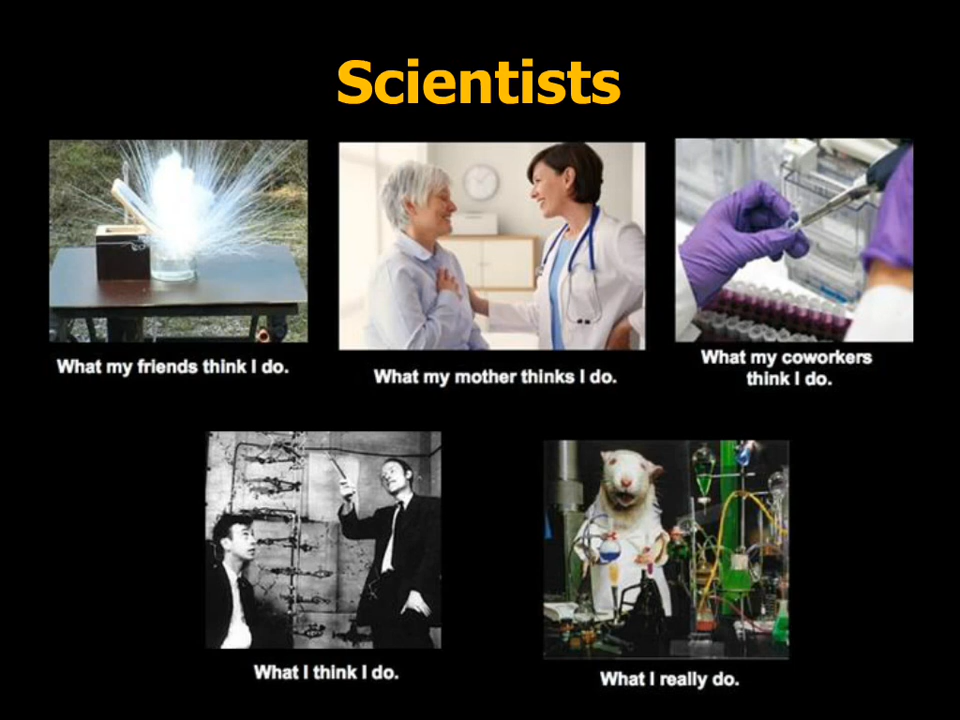 Scientists
What my friends think I do.
What my mother thinks I do.
What my coworkers
think I do.
What I think I do.
What I really do.